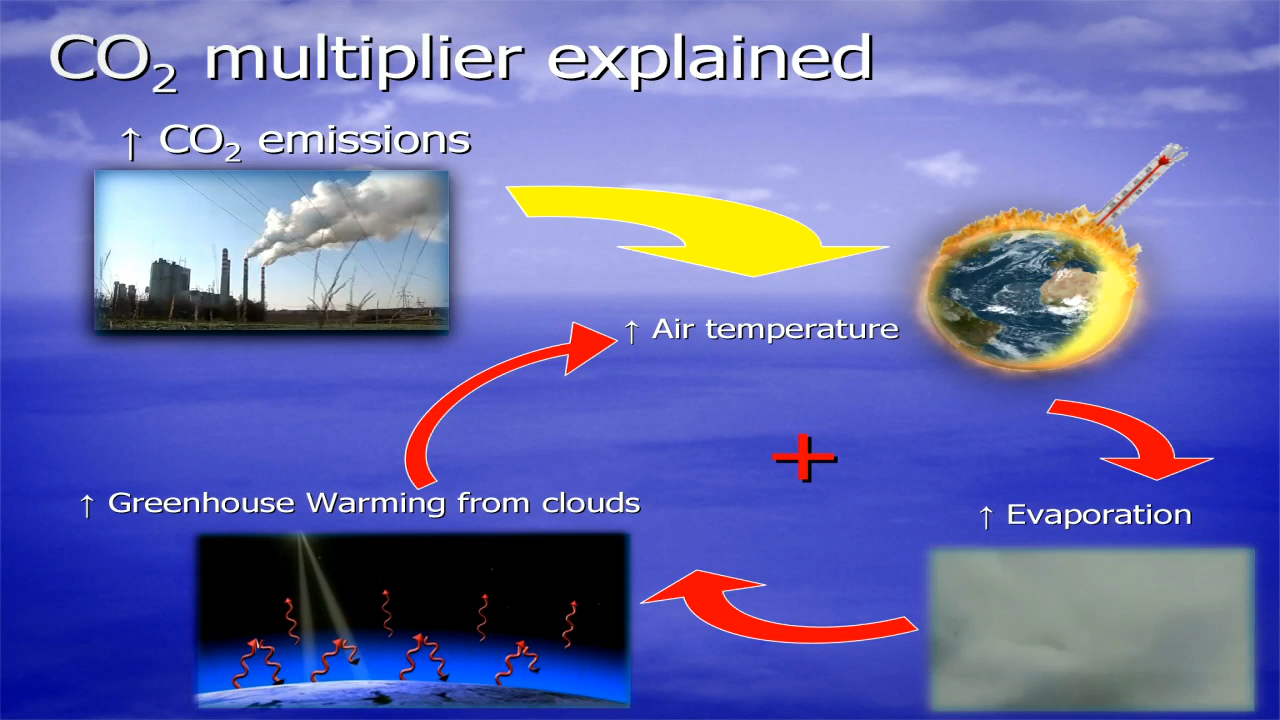 CO₂ multiplier explained
↑ CO₂ emissions
↑ Air temperature
+
↑ Greenhouse Warming from clouds
↑ Evaporation